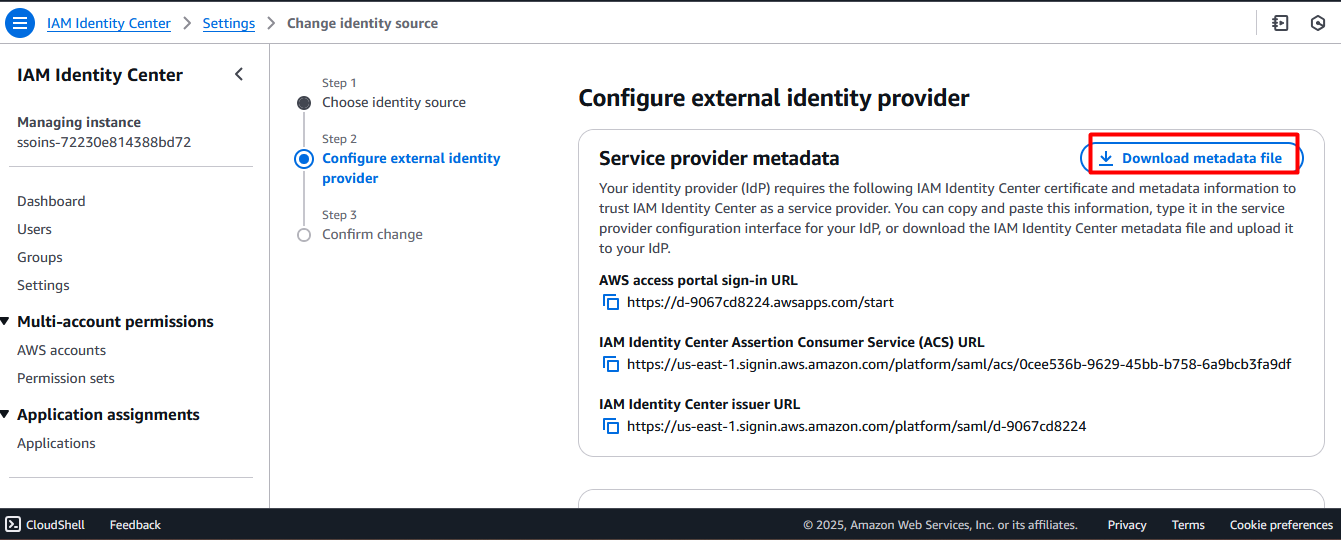 IAM Identity Center
Settings
Change identity source
IAM Identity Center
Managing instance
ssoins-72230e814388bd72
Dashboard
Users
Groups
Settings
Multi-account permissions
AWS accounts
Permission sets
Application assignments
Applications
Step 1
Choose identity source
Step 2
Configure external identity
provider
Step 3
Confirm change
Configure external identity provider
Service provider metadata
Download metadata file
Your identity provider (IdP) requires the following IAM Identity Center certificate and metadata information to
trust IAM Identity Center as a service provider. You can copy and paste this information, type it in the service
provider configuration interface for your IdP, or download the IAM Identity Center metadata file and upload it
to your IdP.
AWS access portal sign-in URL
https://d-9067cd8224.awsapps.com/start
IAM Identity Center Assertion Consumer Service (ACS) URL
https://us-east-1.signin.aws.amazon.com/platform/saml/acs/0cee536b-9629-45bb-b758-6a9bcb3fa9df
IAM Identity Center issuer URL
https://us-east-1.signin.aws.amazon.com/platform/saml/d-9067cd8224
CloudShell
Feedback
© 2025, Amazon Web Services, Inc. or its affiliates.
Privacy
Terms
Cookie preferences